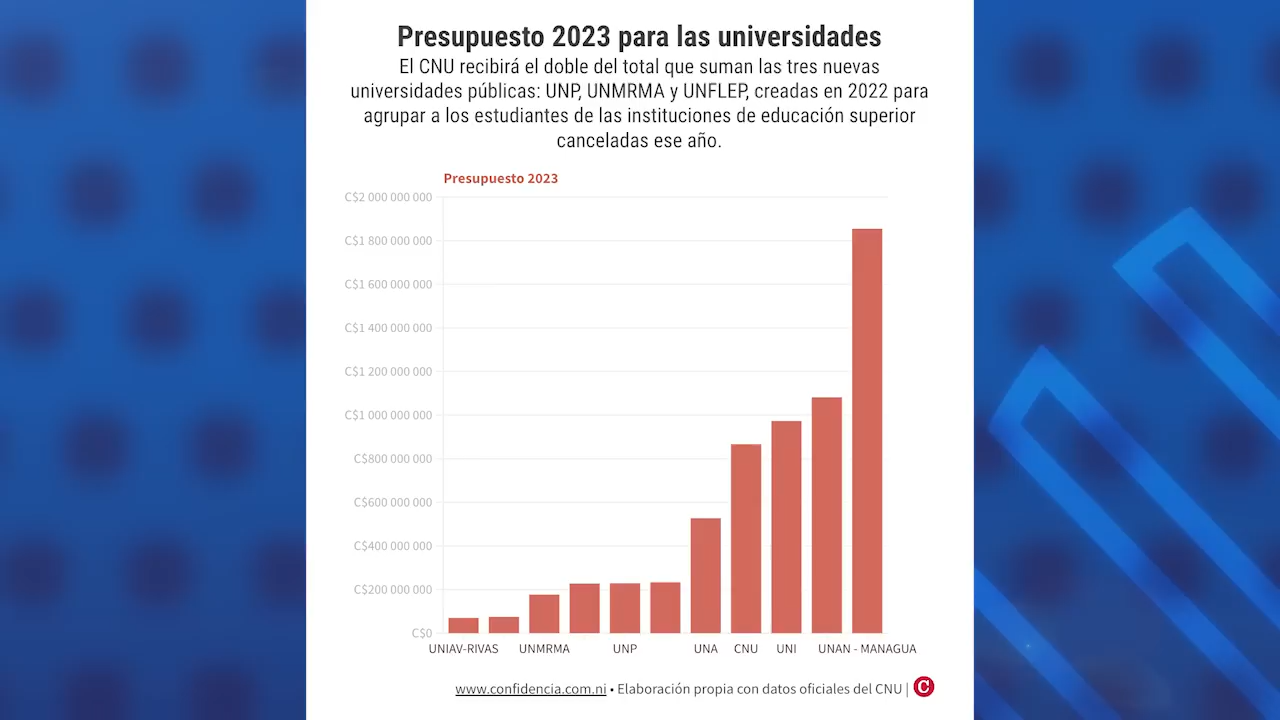 Presupuesto 2023 para las universidades
El CNU recibirá el doble del total que suman las tres nuevas
universidades públicas: UNP, UNMRMA y UNFLEP, creadas en 2022 para
agrupar a los estudiantes de las instituciones de educación superior
canceladas ese año.
Presupuesto 2023
C$2 000 000 000
C$1 800 000 000
C$1 600 000 000
C$1 400 000 000
C$1 200 000 000
C$1 000 000 000
C$800 000 000
C$600 000 000
C$400 000 000
C$200 000 000
C$0
UNIAV-RIVAS UNMRMA UNP UNA CNU UNI UNAN - MANAGUA
www.confidencia.com.ni • Elaboración propia con datos oficiales del CNU | C